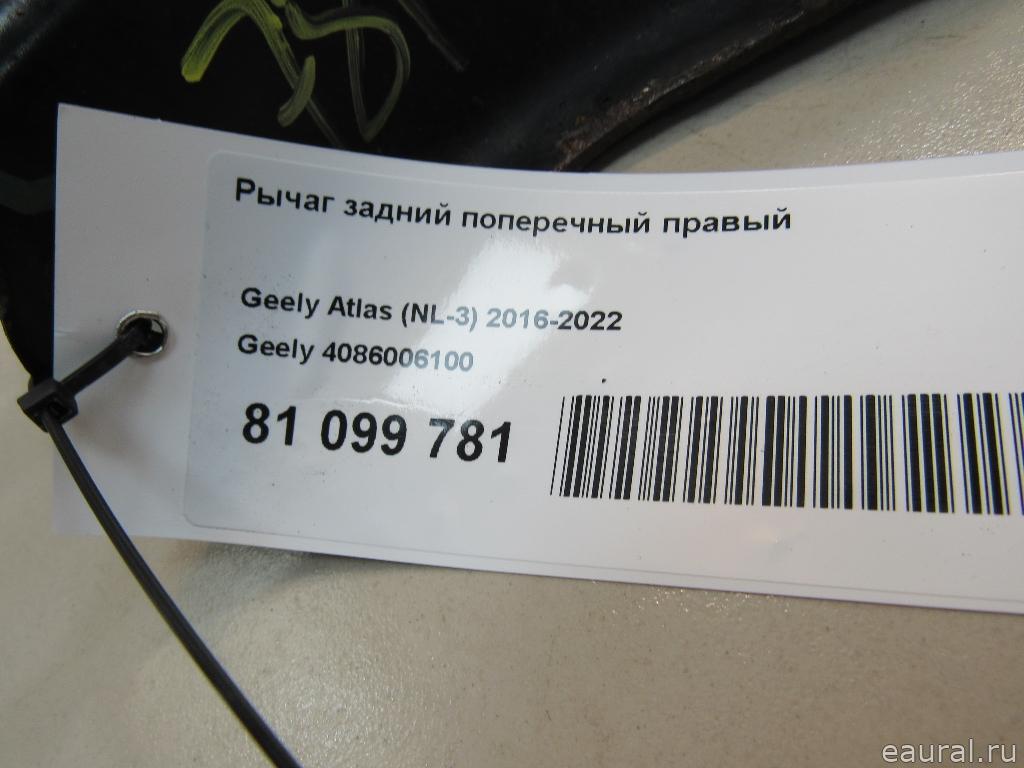 Рычаг задний поперечный правый
Geely Atlas (NL-3) 2016-2022
Geely 4086006100
81 099 781
eaural.ru